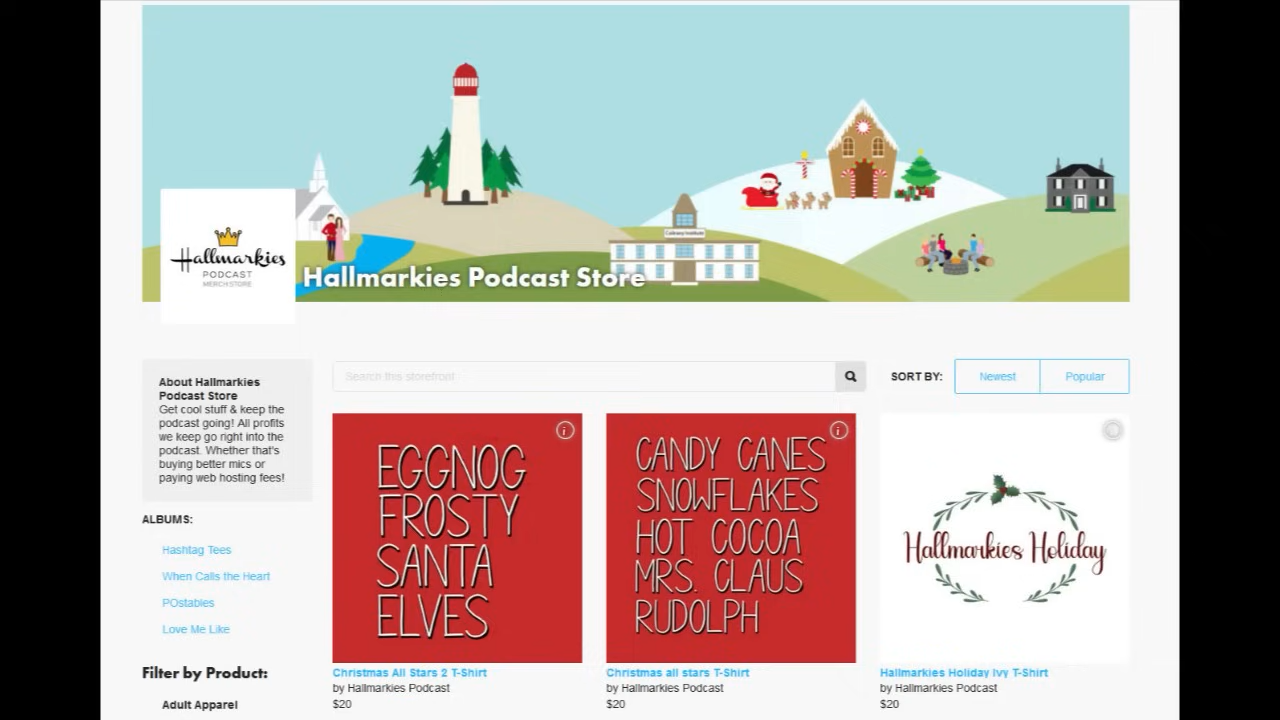 Culinary Institute
Hallmarkies
PODCAST
MERCH STORE
Hallmarkies Podcast Store
About Hallmarkies
Podcast Store
Get cool stuff & keep the
podcast going! All profits
we keep go right into the
podcast. Whether that's
buying better mics or
paying web hosting fees!
ALBUMS:
Hashtag Tees
When Calls the Heart
POstables
Love Me Like
Filter by Product:
Adult Apparel
Search this storefront
SORT BY:
Newest
Popular
EGGNOG
FROSTY
SANTA
ELVES
Christmas All Stars 2 T-Shirt
by Hallmarkies Podcast
$20
CANDY CANES
SNOWFLAKES
HOT COCOA
MRS. CLAUS
RUDOLPH
Christmas all stars T-Shirt
by Hallmarkies Podcast
$20
Hallmarkies Holiday
Hallmarkies Holiday Ivy T-Shirt
by Hallmarkies Podcast
$20